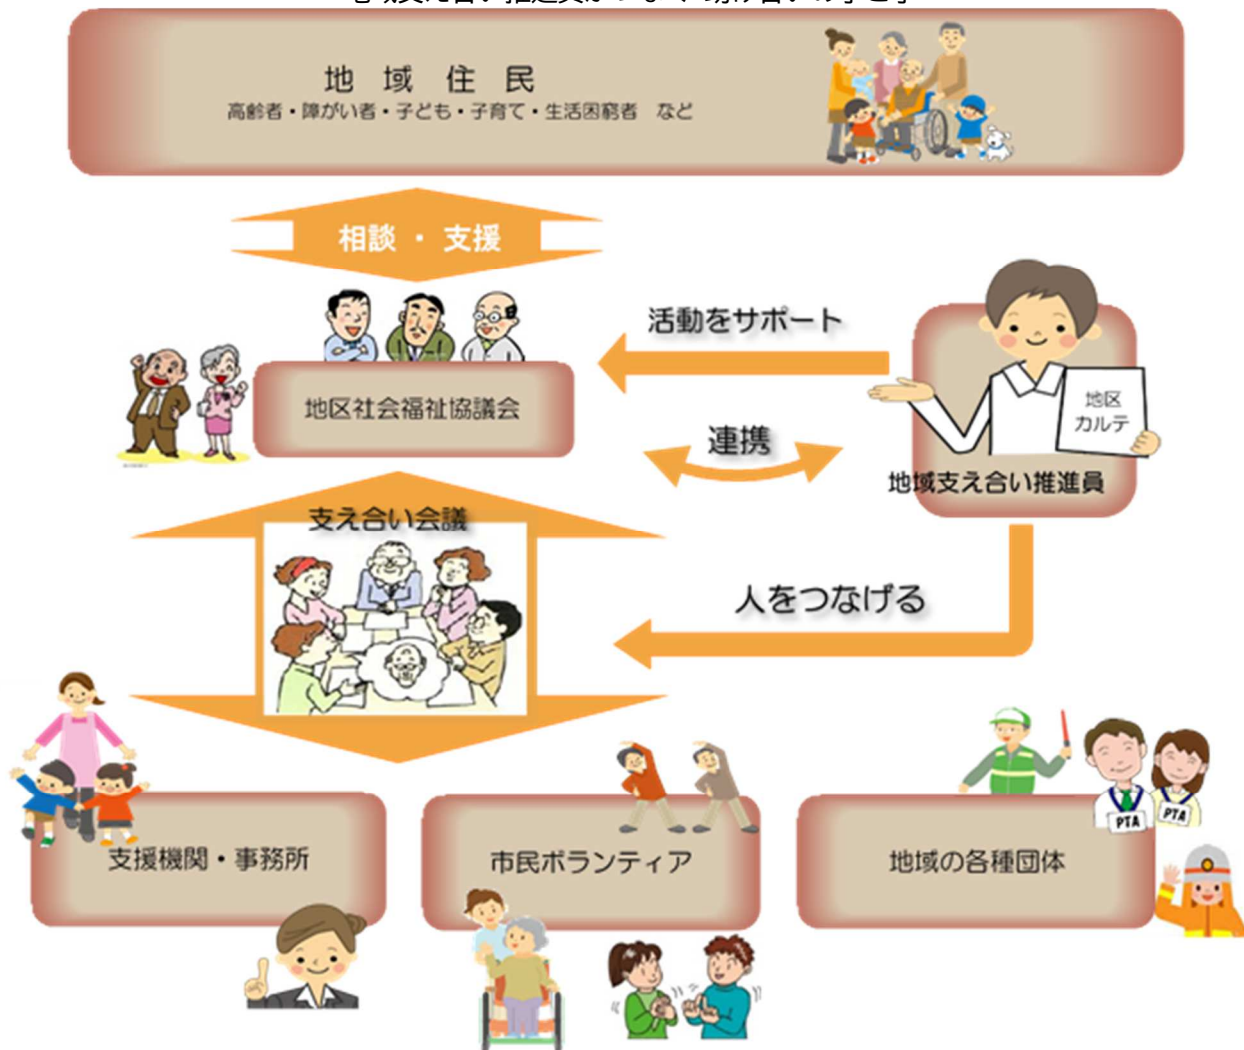 地域住民
高齢者・障がい者・子ども・子育て・生活困窮者 など
相談 ・ 支援
活動をサポート
地区社会福祉協議会
地区
カルテ
連携
地域支え合い推進員
支え合い会議
人をつなげる
PTA
PTA
支援機関・事務所
市民ボランティア
地域の各種団体